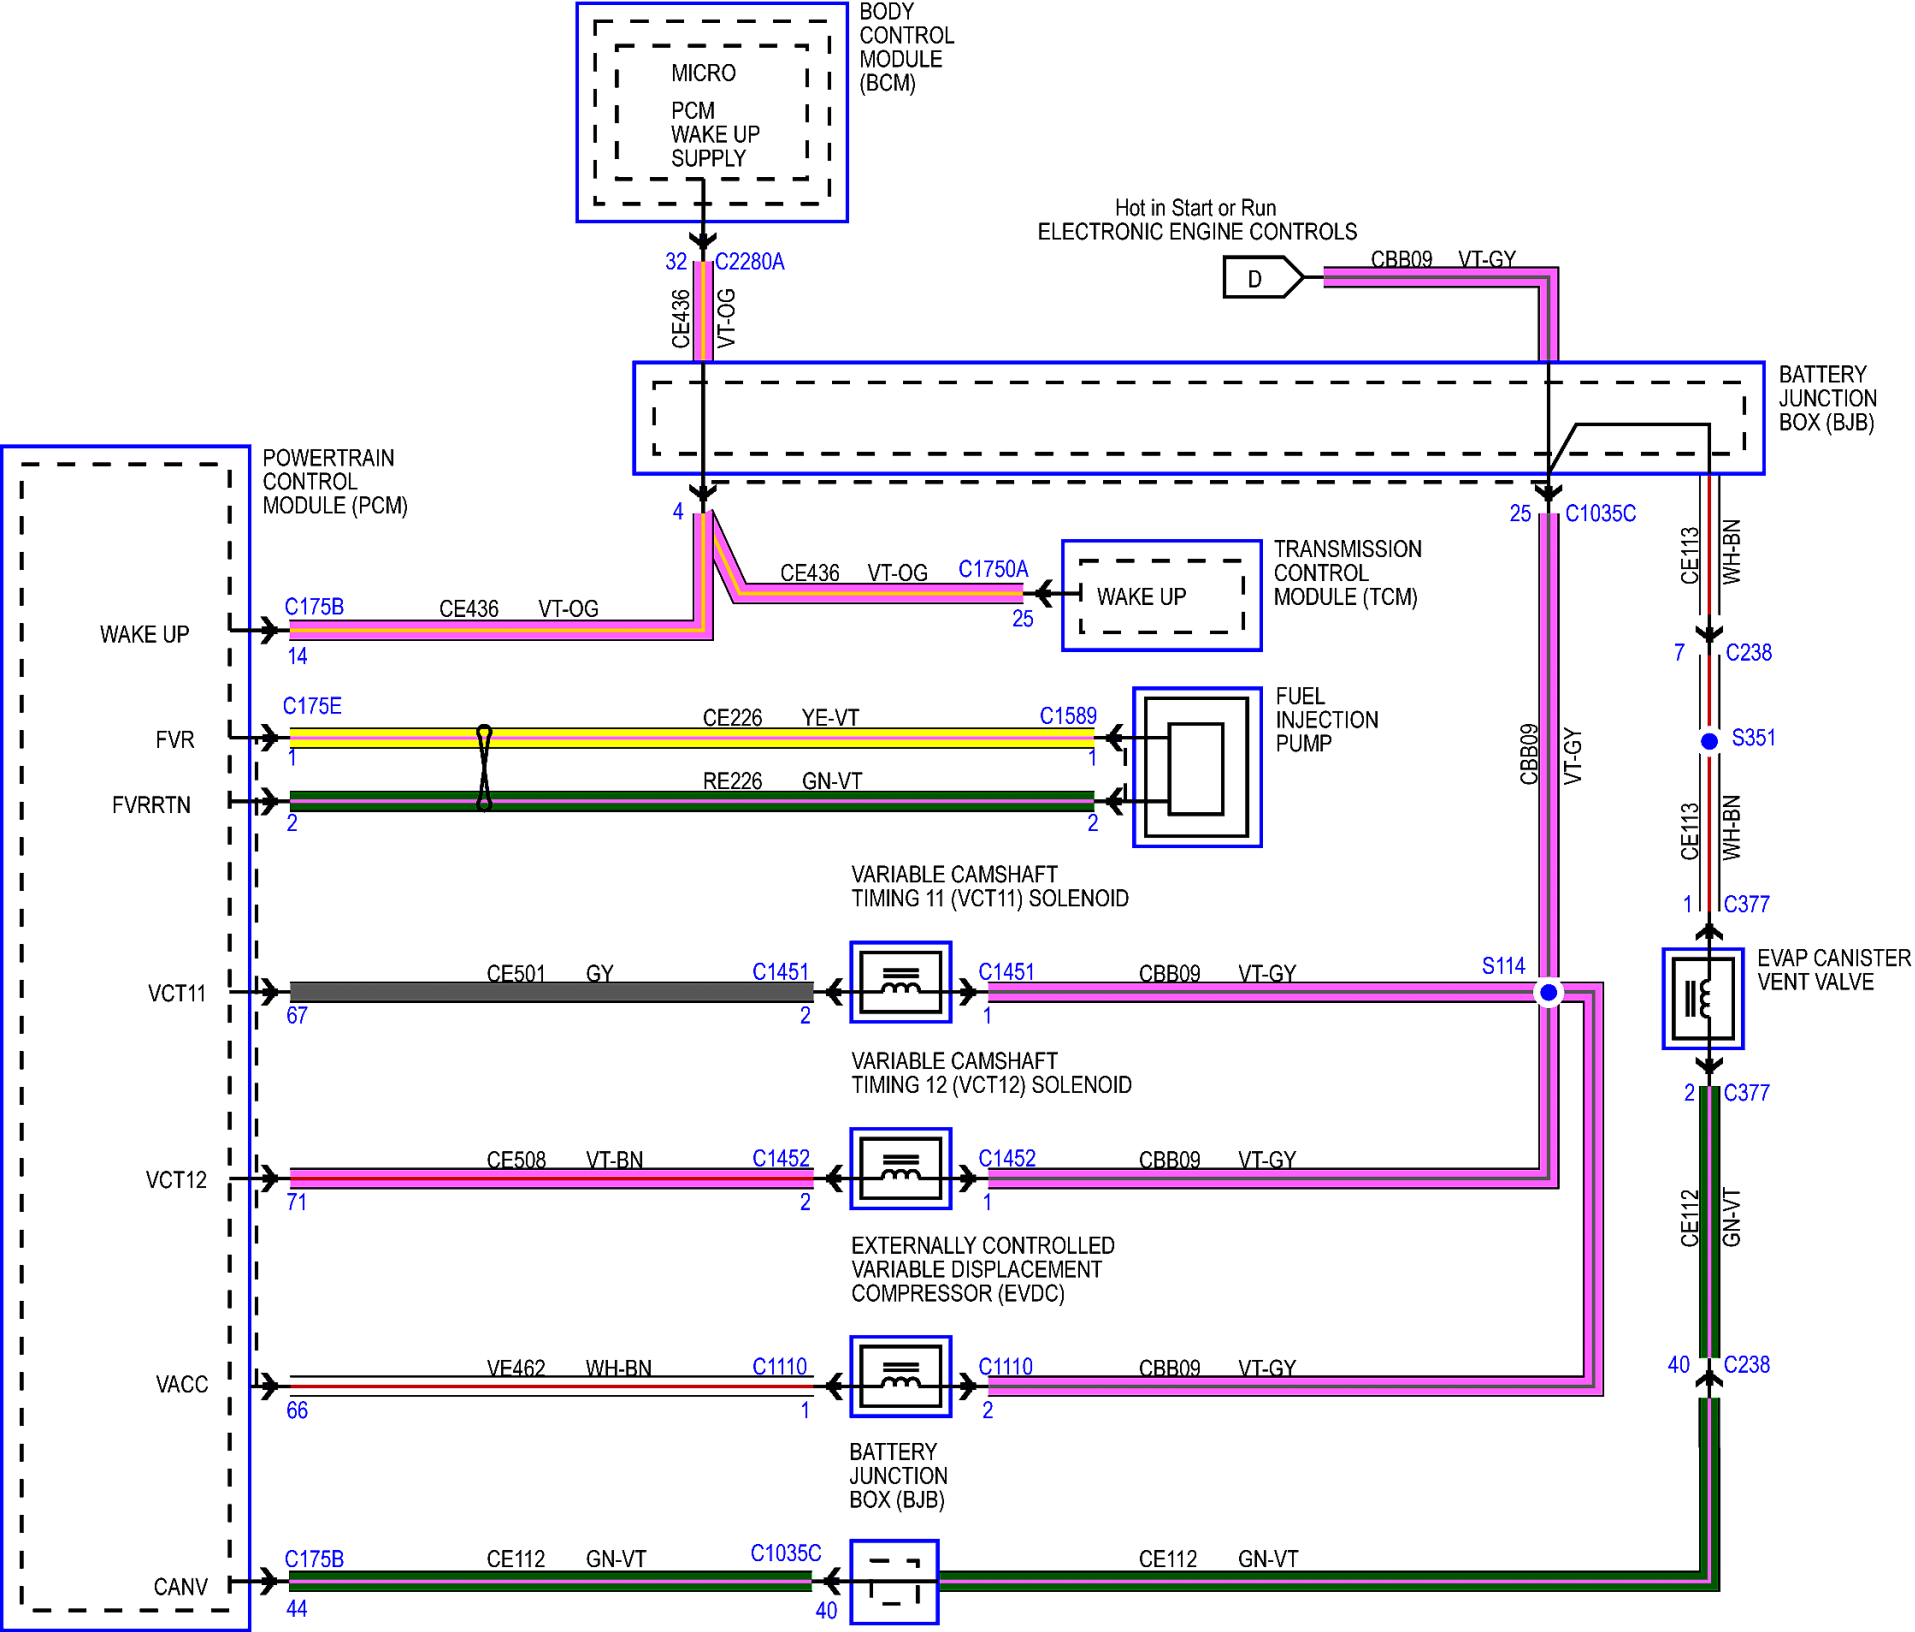 BODY
CONTROL
MODULE
(BCM)
MICRO
PCM
WAKE UP
SUPPLY
32 C2280A
CE436
VT-OG
Hot in Start or Run
ELECTRONIC ENGINE CONTROLS
D
CBB09 VT-GY
BATTERY
JUNCTION
BOX (BJB)
POWERTRAIN
CONTROL
MODULE (PCM)
4
25 C1035C
CE113
WH-BN
TRANSMISSION
CONTROL
MODULE (TCM)
WAKE UP
CE436 VT-OG C1750A
25
C175B
CE436 VT-OG
WAKE UP
14
7 C238
FUEL
INJECTION
PUMP
C175E
CE226 YE-VT C1589
FVR
1 1
RE226 GN-VT
FVRRTN
2 2
CBB09
VT-GY
S351
CE113
WH-BN
VARIABLE CAMSHAFT
TIMING 11 (VCT11) SOLENOID
1 C377
EVAP CANISTER
VENT VALVE
CE501 GY C1451 C1451 CBB09 VT-GY S114
VCT11
67 2 1
VARIABLE CAMSHAFT
TIMING 12 (VCT12) SOLENOID
2 C377
CE508 VT-BN C1452 C1452 CBB09 VT-GY
VCT12
71 2 1
CE112
GN-VT
EXTERNALLY CONTROLLED
VARIABLE DISPLACEMENT
COMPRESSOR (EVDC)
VE462 WH-BN C1110 C1110 CBB09 VT-GY
40 C238
VACC
66 1 2
BATTERY
JUNCTION
BOX (BJB)
C175B CE112 GN-VT C1035C CE112 GN-VT
CANV
44 40